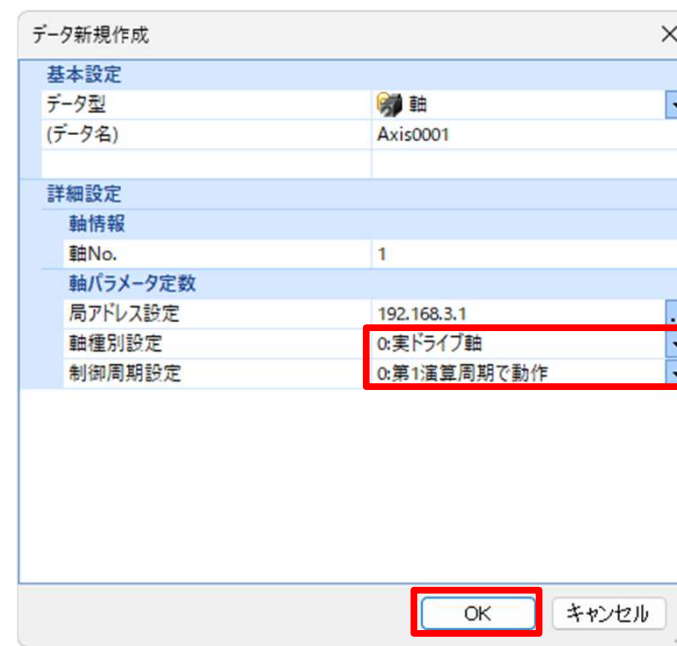 データ新規作成
基本設定
データ型 軸
(データ名) Axis0001
詳細設定
軸情報
軸No. 1
軸パラメータ定数
局アドレス設定 192.168.3.1
軸種別設定 0:実ドライブ軸
制御周期設定 0:第1演算周期で動作
OK キャンセル